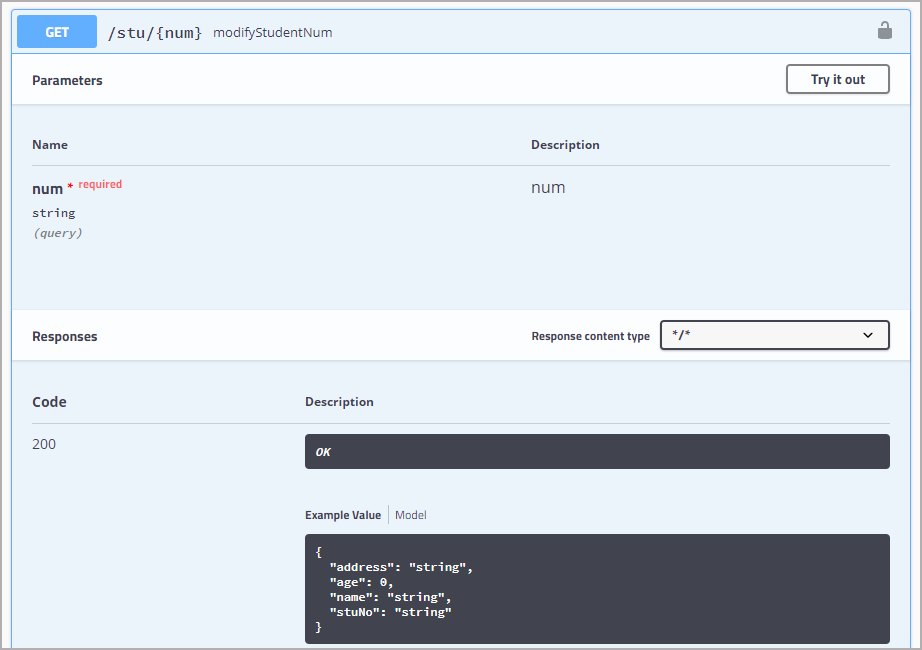 GET /stu/{num} modifyStudentNum
Parameters Try it out
Name Description
num * required num
string
(query)
Responses Response content type */*
Code Description
200 OK
Example Value Model
{
  "address": "string",
  "age": 0,
  "name": "string",
  "stuNo": "string"
}